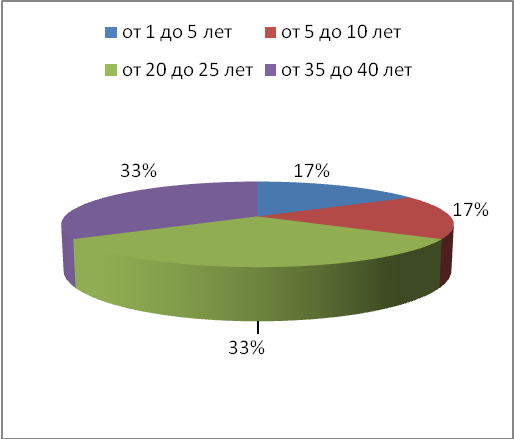 от 1 до 5 лет от 5 до 10 лет
от 20 до 25 лет от 35 до 40 лет
33% 17%
17%
33%